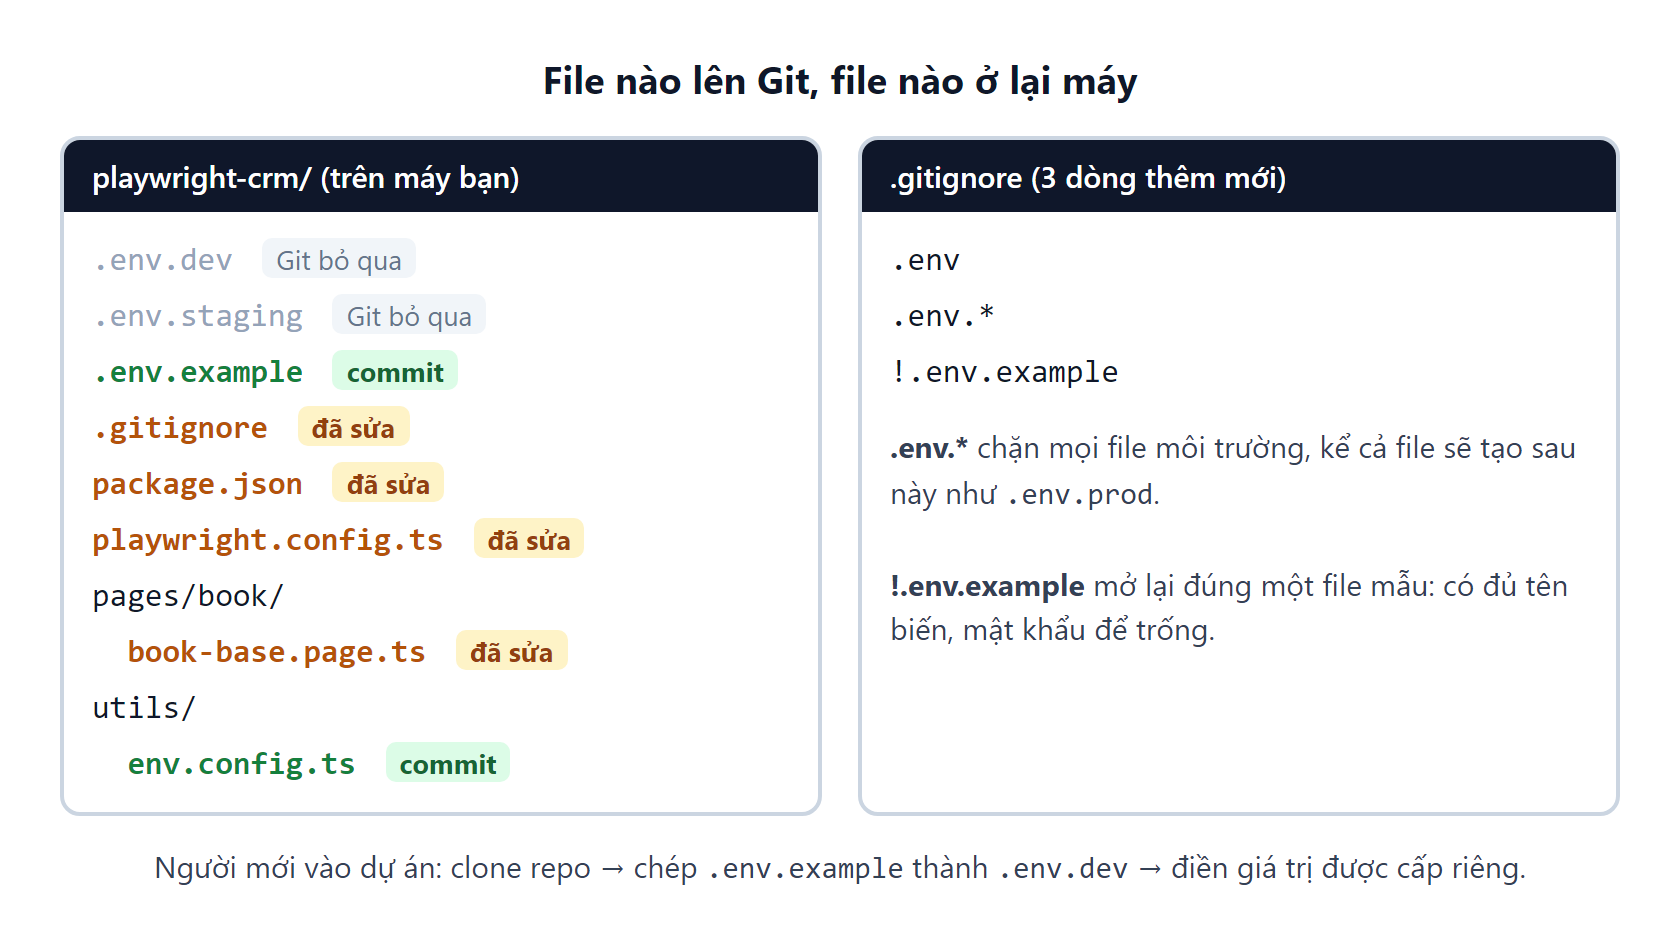 File nào lên Git, file nào ở lại máy
playwright-crm/ (trên máy bạn)
.env.dev Git bỏ qua
.env.staging Git bỏ qua
.env.example commit
.gitignore đã sửa
package.json đã sửa
playwright.config.ts đã sửa
pages/book/
book-base.page.ts đã sửa
utils/
env.config.ts commit
.gitignore (3 dòng thêm mới)
.env
.env.*
!.env.example
.env.* chặn mọi file môi trường, kể cả file sẽ tạo sau
này như .env.prod.
!.env.example mở lại đúng một file mẫu: có đủ tên
biến, mật khẩu để trống.
Người mới vào dự án: clone repo → chép .env.example thành .env.dev → điền giá trị được cấp riêng.